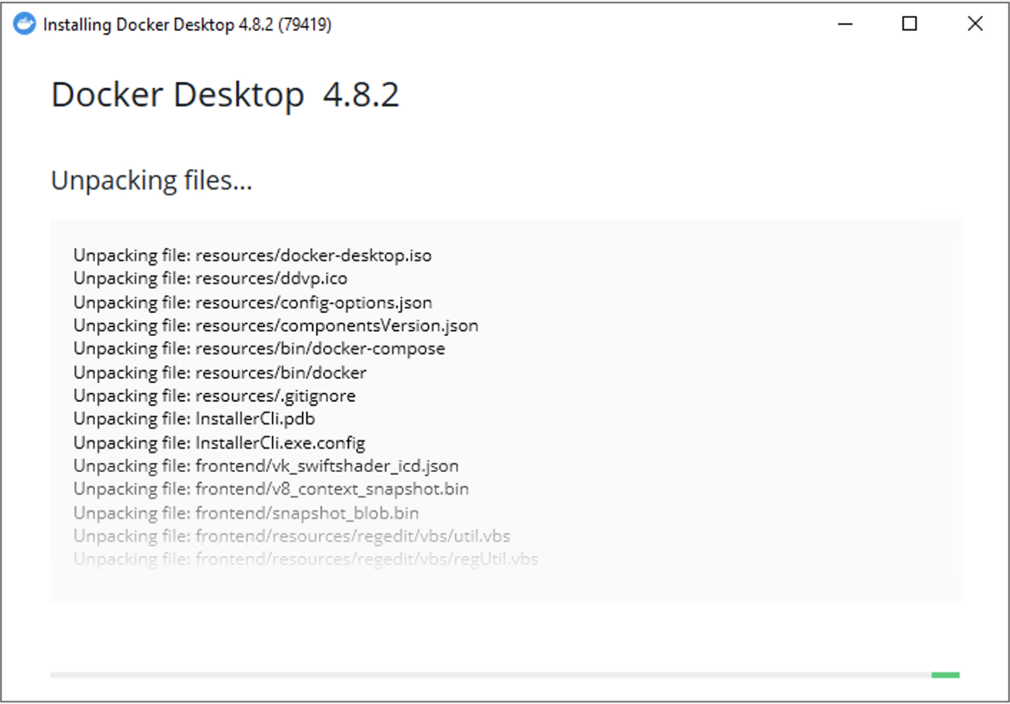 Installing Docker Desktop 4.8.2 (79419)
Docker Desktop 4.8.2
Unpacking files...
Unpacking file: resources/docker-desktop.iso
Unpacking file: resources/ddvp.ico
Unpacking file: resources/config-options.json
Unpacking file: resources/componentsVersion.json
Unpacking file: resources/bin/docker-compose
Unpacking file: resources/bin/docker
Unpacking file: resources/.gitignore
Unpacking file: InstallerCli.pdb
Unpacking file: InstallerCli.exe.config
Unpacking file: frontend/vk_swiftshader_icd.json
Unpacking file: frontend/v8_context_snapshot.bin
Unpacking file: frontend/snapshot_blob.bin
Unpacking file: frontend/resources/regedit/vbs/util.vbs
Unpacking file: frontend/resources/regedit/vbs/regUtil.vbs